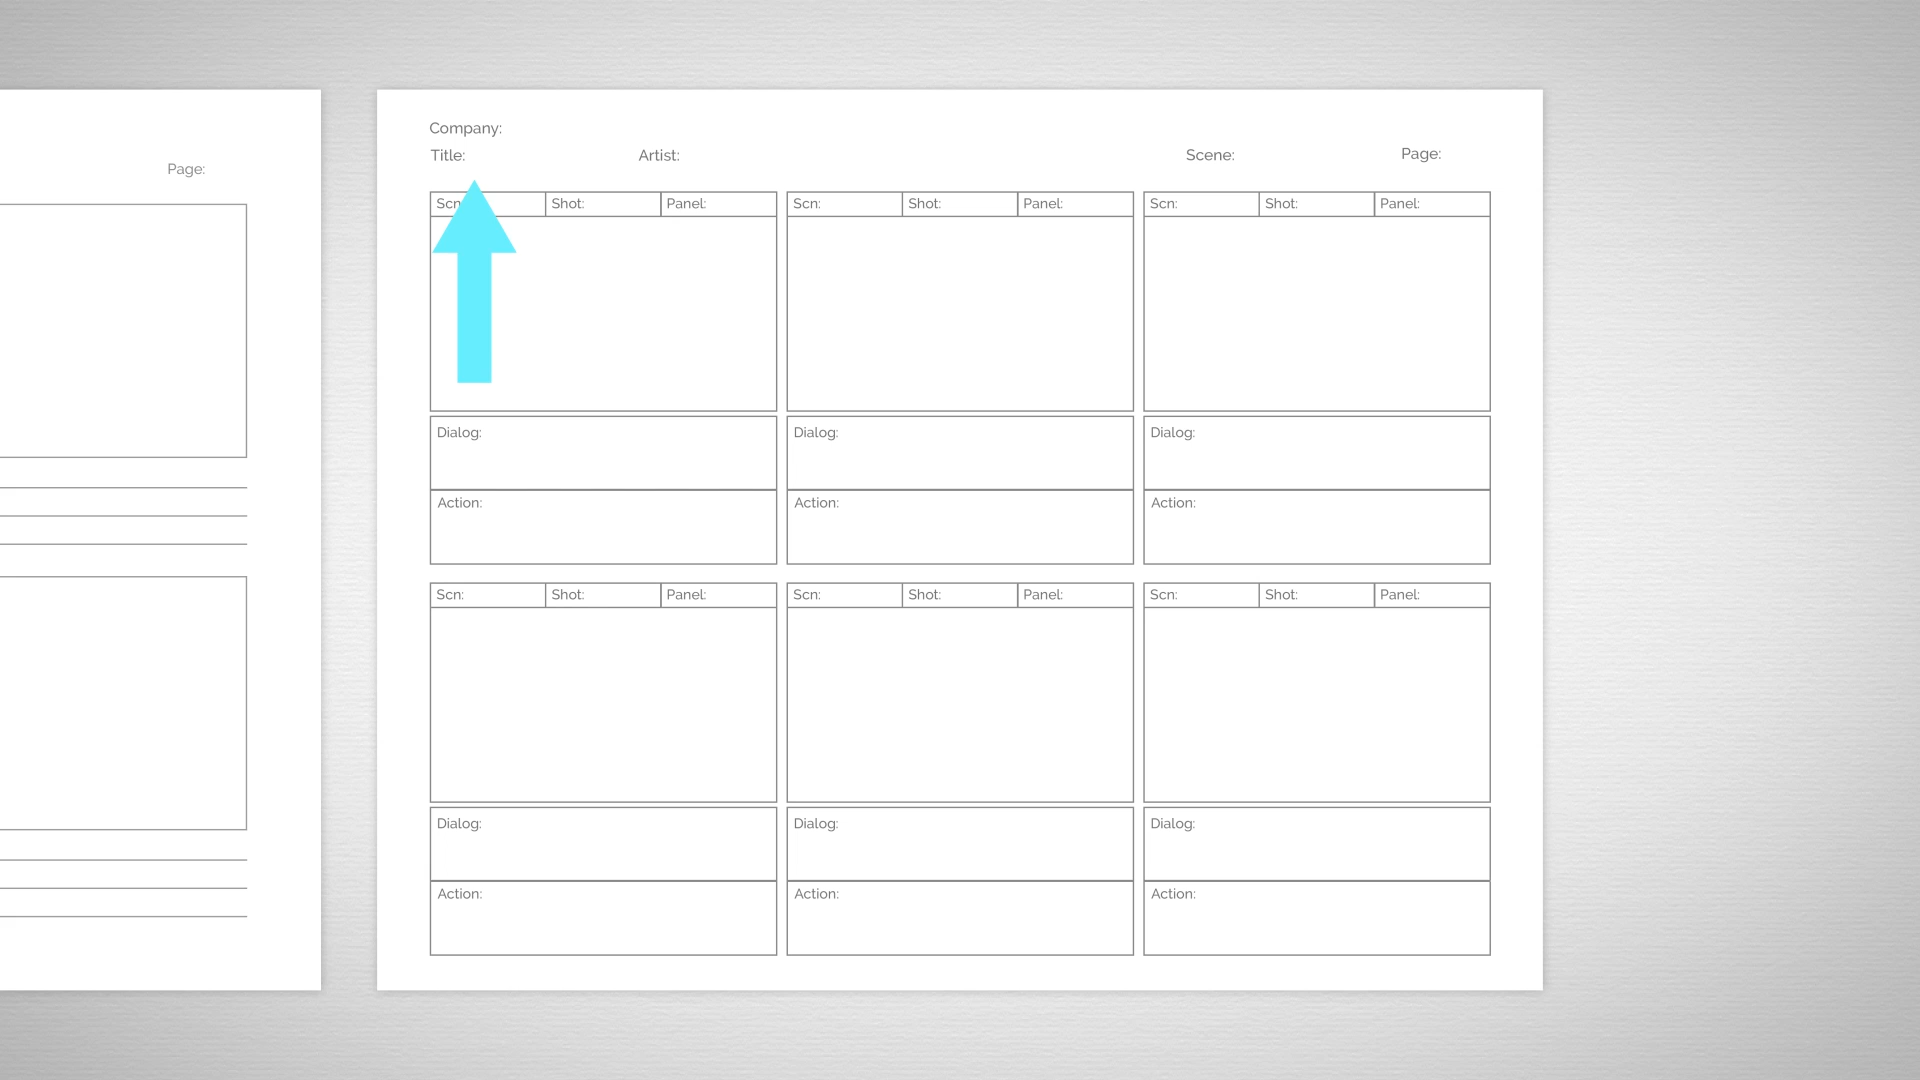 Page:
Company:
Title: Artist: Scene: Page:
Scn Shot: Panel: Scn: Shot: Panel: Scn: Shot: Panel:
Dialog: Dialog: Dialog:
Action: Action: Action:
Scn: Shot: Panel: Scn: Shot: Panel: Scn: Shot: Panel:
Dialog: Dialog: Dialog:
Action: Action: Action: